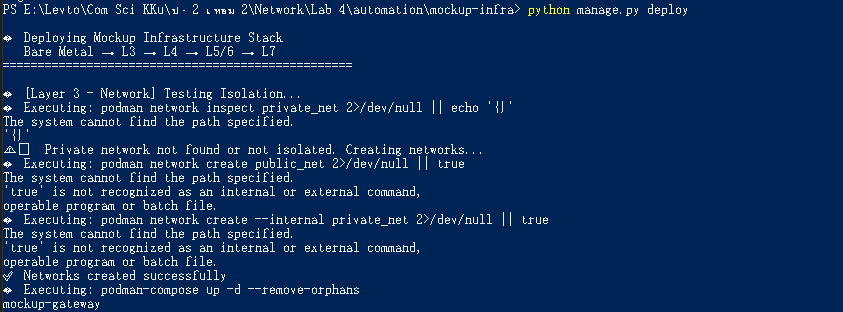 PS E:\Levto\Com Sci KKu\ปี 2 เทอม 2\Network\Lab 4\automation\mockup-infra> python manage.py deploy
� Deploying Mockup Infrastructure Stack
Bare Metal → L3 → L4 → L5/6 → L7
==================================================
� [Layer 3 - Network] Testing Isolation...
� Executing: podman network inspect private_net 2>/dev/null || echo '{}'
The system cannot find the path specified.
'{}'
⚠□ Private network not found or not isolated. Creating networks...
� Executing: podman network create public_net 2>/dev/null || true
The system cannot find the path specified.
'true' is not recognized as an internal or external command,
operable program or batch file.
� Executing: podman network create --internal private_net 2>/dev/null || true
The system cannot find the path specified.
'true' is not recognized as an internal or external command,
operable program or batch file.
✓ Networks created successfully
� Executing: podman-compose up -d --remove-orphans
mockup-gateway